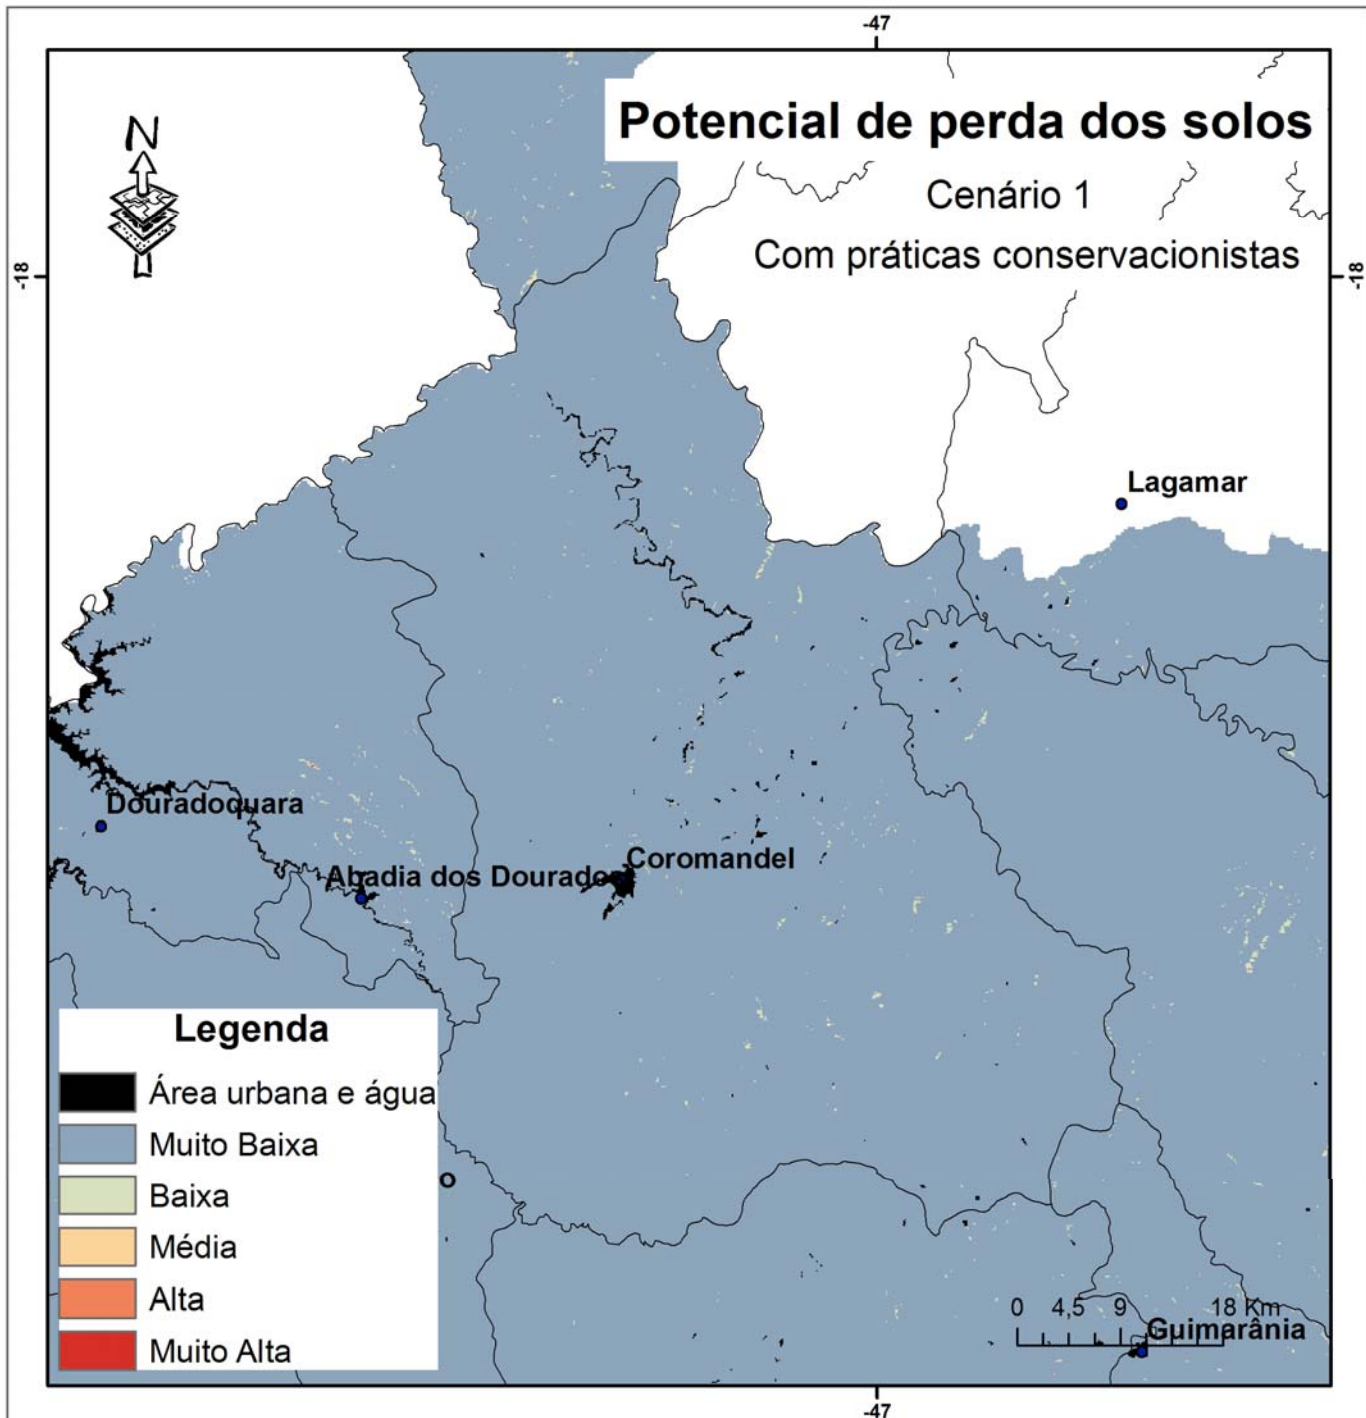 -47
Potencial de perda dos solos
N
Cenário 1
Com práticas conservacionistas
-18
-18
Lagamar
Douradoquara
Coromandel
Abadia dos Dourados
Legenda
Área urbana e água
Muito Baixa
o
Baixa
Média
Alta
0 4,5 9 18 Km
Guimarânia
Muito Alta
-47